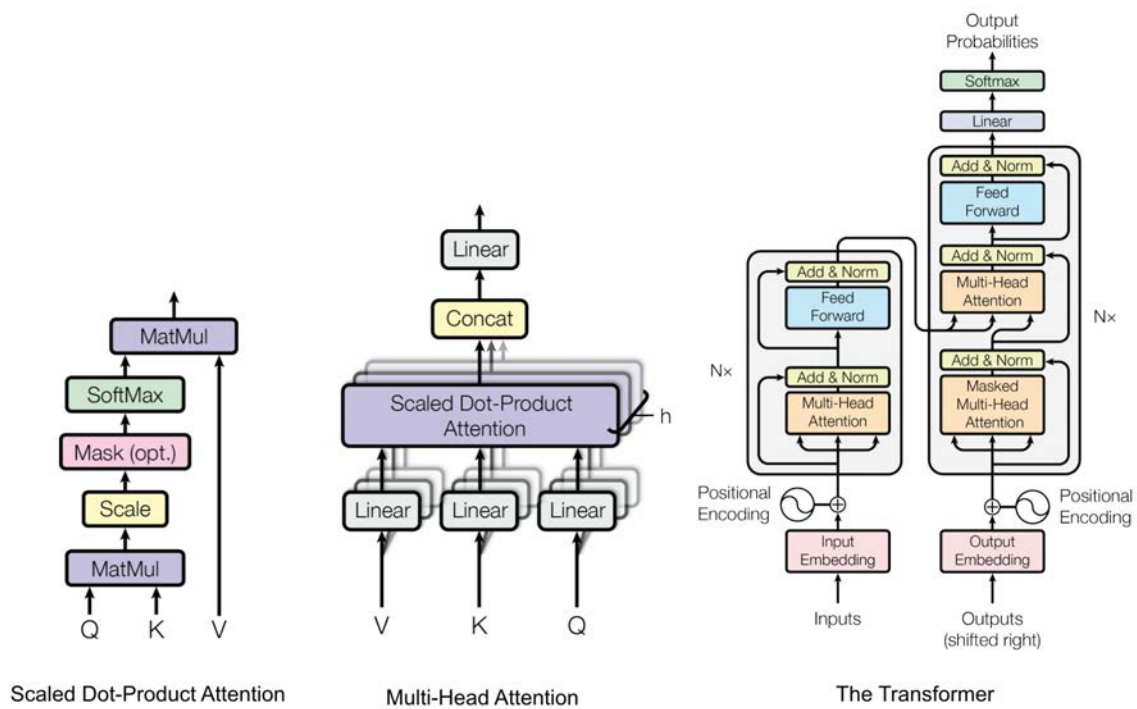 MatMul
SoftMax
Mask (opt.)
Scale
MatMul
Q K V
Scaled Dot-Product Attention
Linear
Concat
Scaled Dot-Product
Attention
h
Linear Linear Linear
V K Q
Multi-Head Attention
Output
Probabilities
Softmax
Linear
Add & Norm
Feed
Forward
Add & Norm
Multi-Head
Attention
Add & Norm
Masked
Multi-Head
Attention
N×
Add & Norm
Feed
Forward
Add & Norm
Multi-Head
Attention
N×
Positional
Encoding
Positional
Encoding
Input
Embedding
Output
Embedding
Inputs
Outputs
(shifted right)
The Transformer